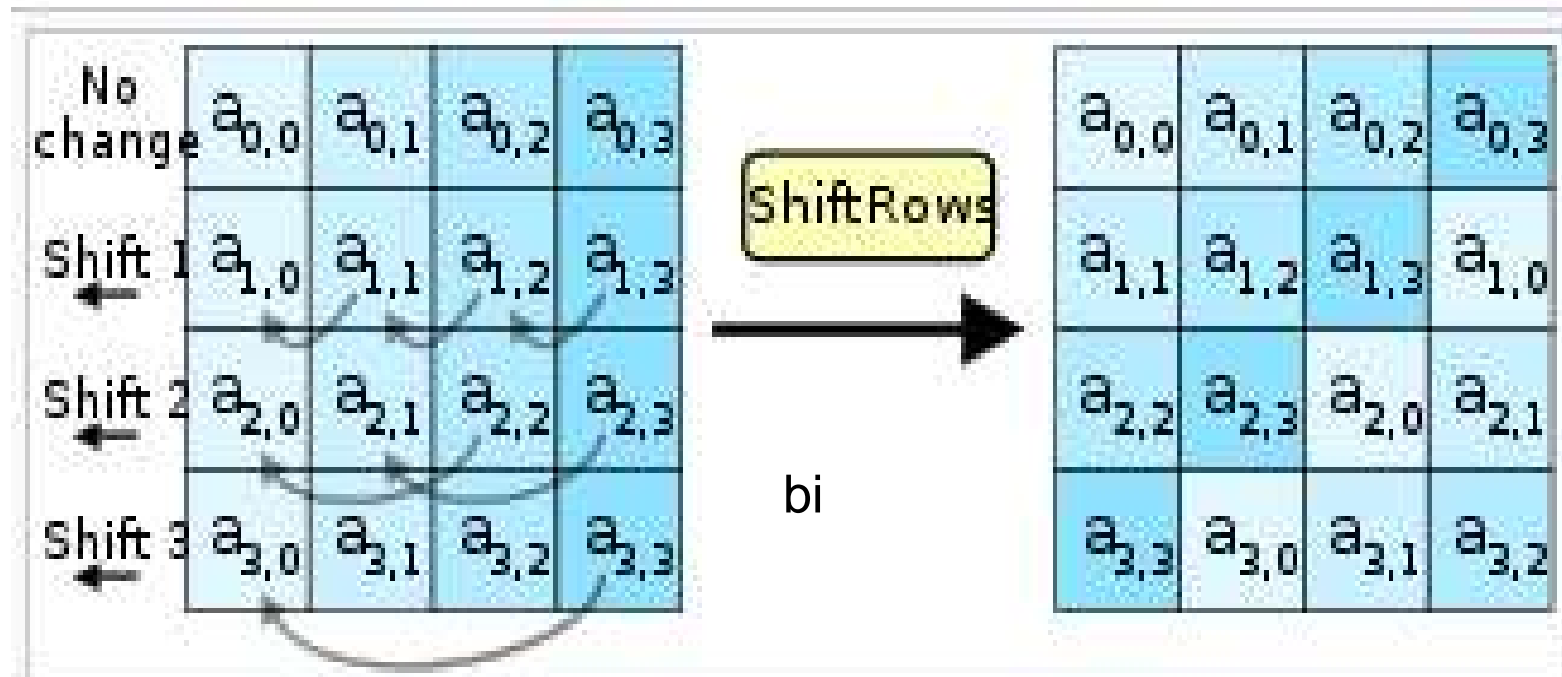 No
change
a0,0 a0,1 a0,2 a0,3
Shift 1
a1,0 a1,1 a1,2 a1,3
Shift 2
a2,0 a2,1 a2,2 a2,3
Shift 3
a3,0 a3,1 a3,2 a3,3
ShiftRows
bi
a0,0 a0,1 a0,2 a0,3
a1,1 a1,2 a1,3 a1,0
a2,2 a2,3 a2,0 a2,1
a3,3 a3,0 a3,1 a3,2